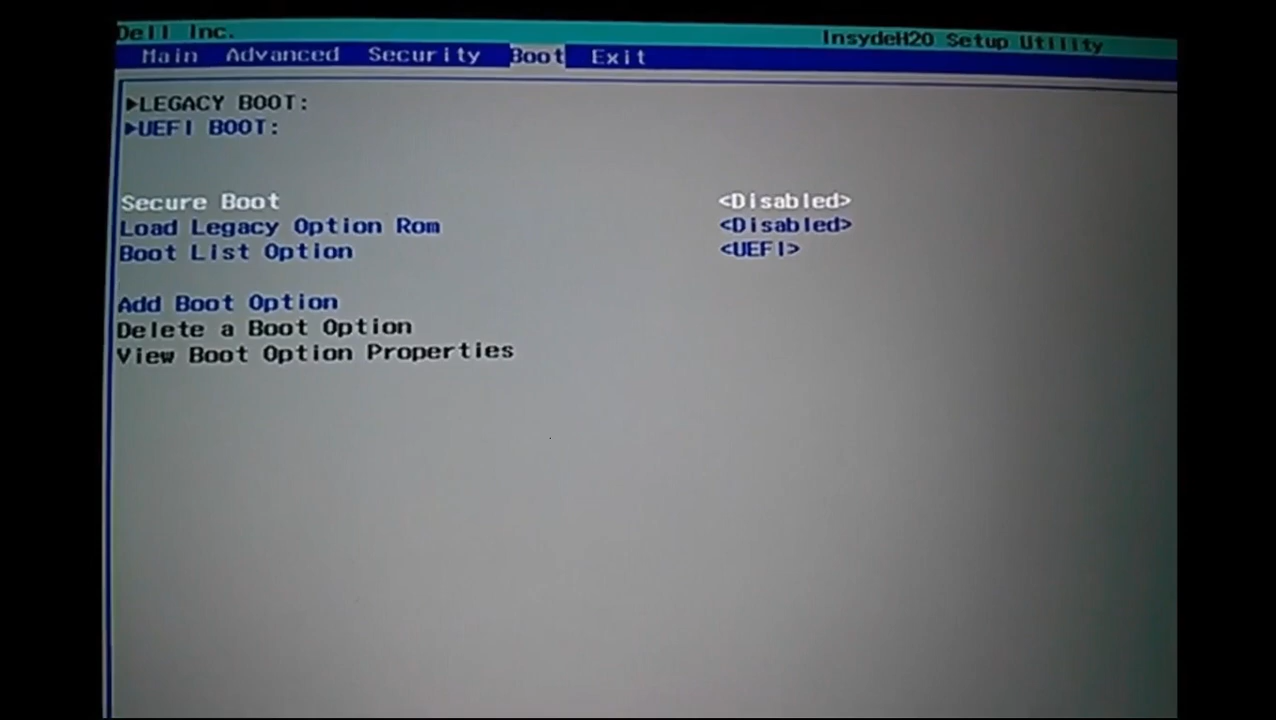 Dell Inc.
InsydeH20 Setup Utility
Main Advanced Security Boot Exit
▶LEGACY BOOT:
▶UEFI BOOT:
Secure Boot <Disabled>
Load Legacy Option Rom <Disabled>
Boot List Option <UEFI>
Add Boot Option
Delete a Boot Option
View Boot Option Properties